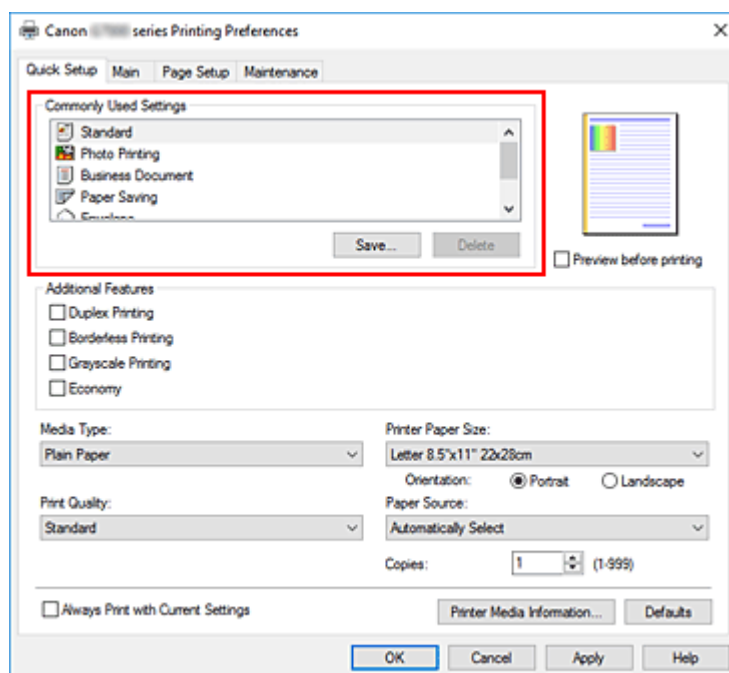 Canon series Printing Preferences
Quick Setup Main Page Setup Maintenance
Commonly Used Settings
Standard
Photo Printing
Business Document
Paper Saving
Save... Delete
Preview before printing
Additional Features
Duplex Printing
Borderless Printing
Grayscale Printing
Economy
Media Type: Printer Paper Size:
Plain Paper Letter 8.5"x11" 22x28cm
Orientation: Portrait Landscape
Print Quality: Paper Source:
Standard Automatically Select
Copies: 1 (1-999)
Always Print with Current Settings Printer Media Information... Defaults
OK Cancel Apply Help